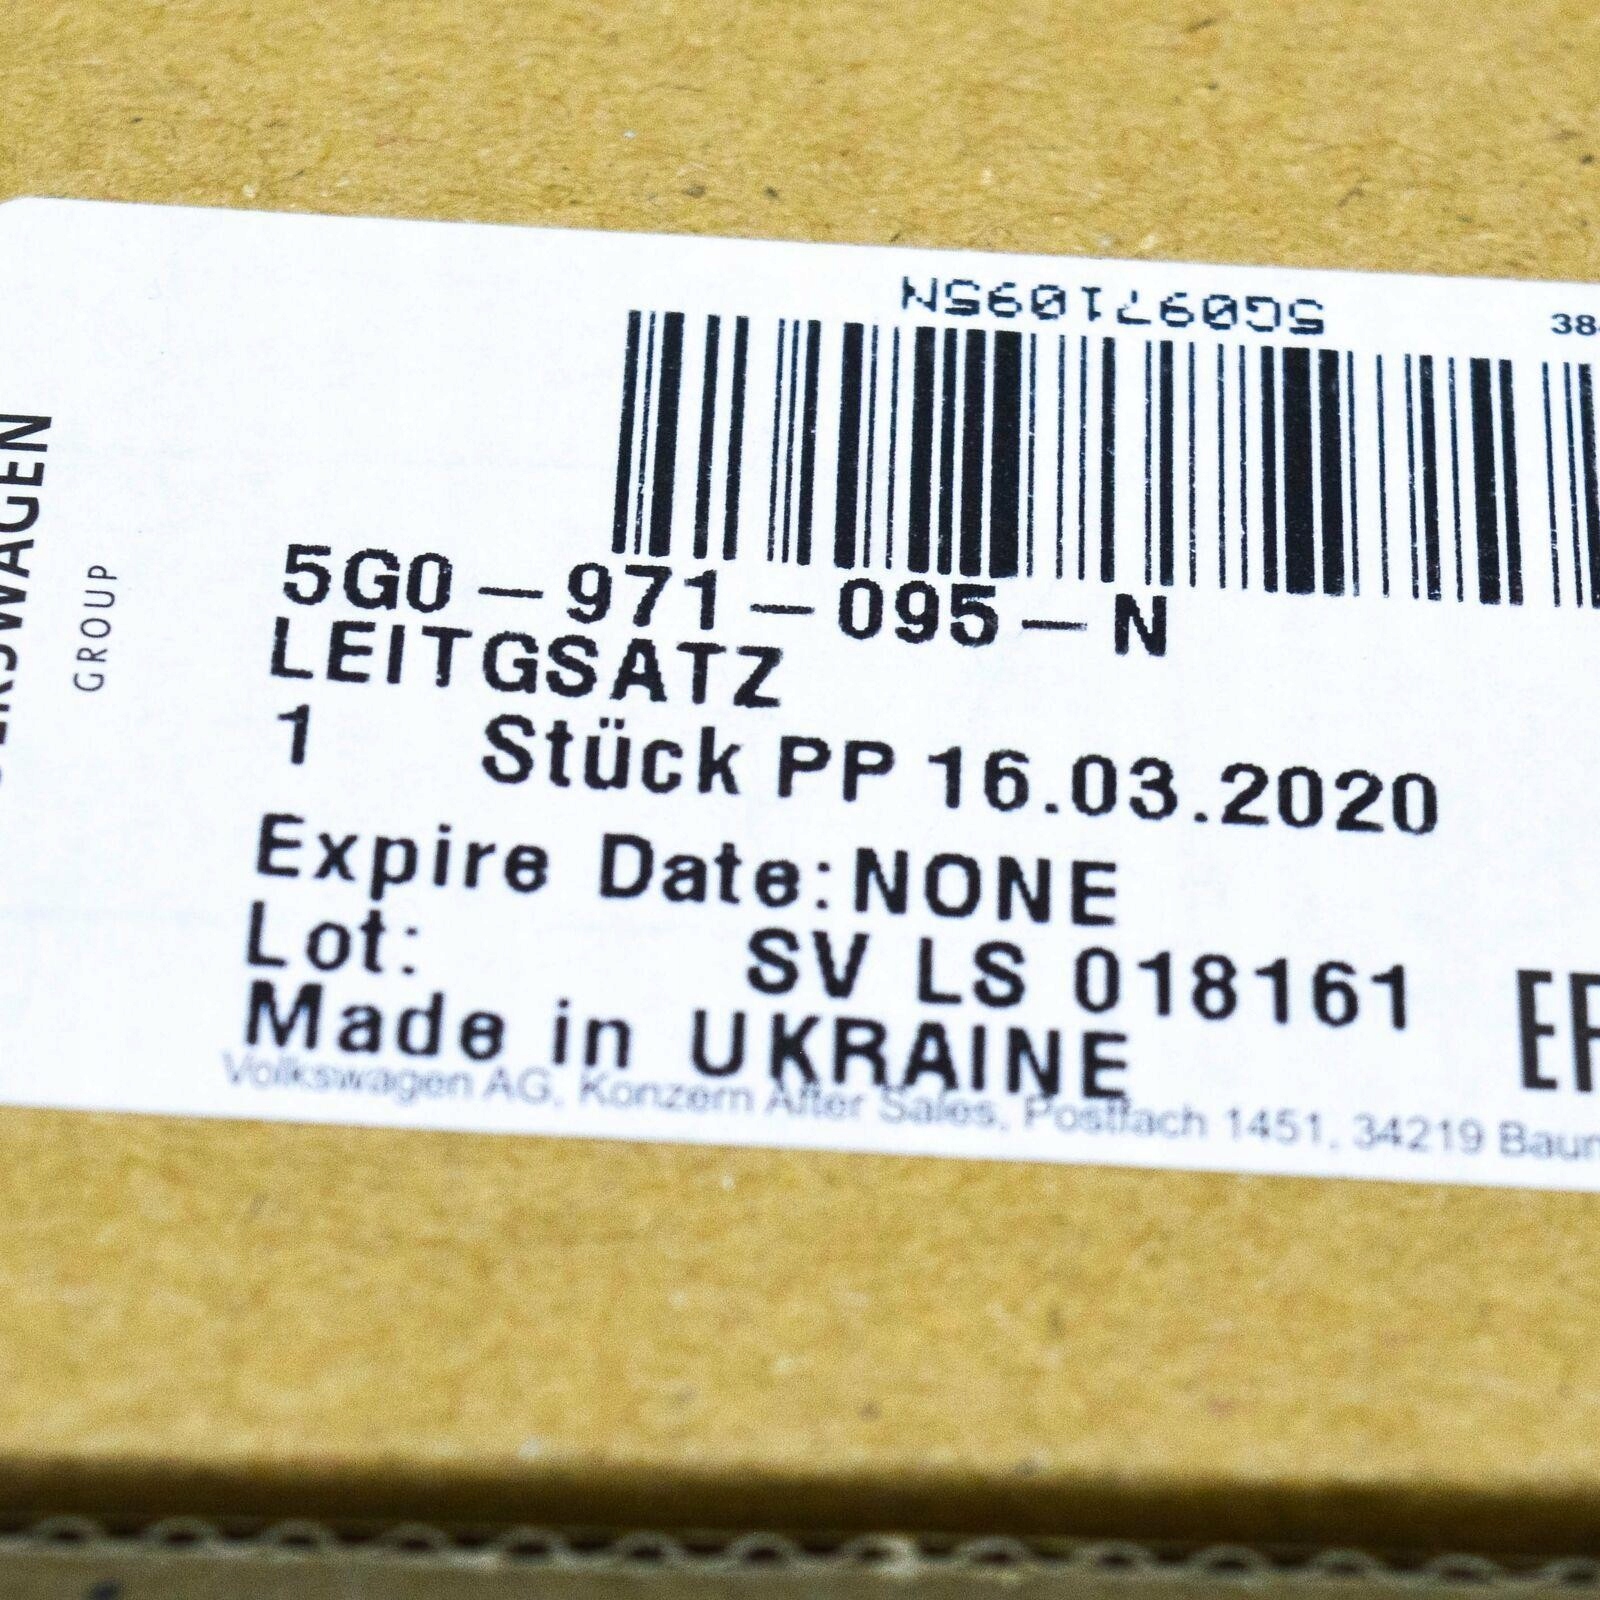 5G0971095N
GROUP
5G0-971-095-N
LEITGSATZ
1 Stück PP 16.03.2020
Expire Date:NONE
Lot: SV LS 018161
Made in UKRAINE
Volkswagen AG, Konzern After Sales, Postfach 1451, 34219